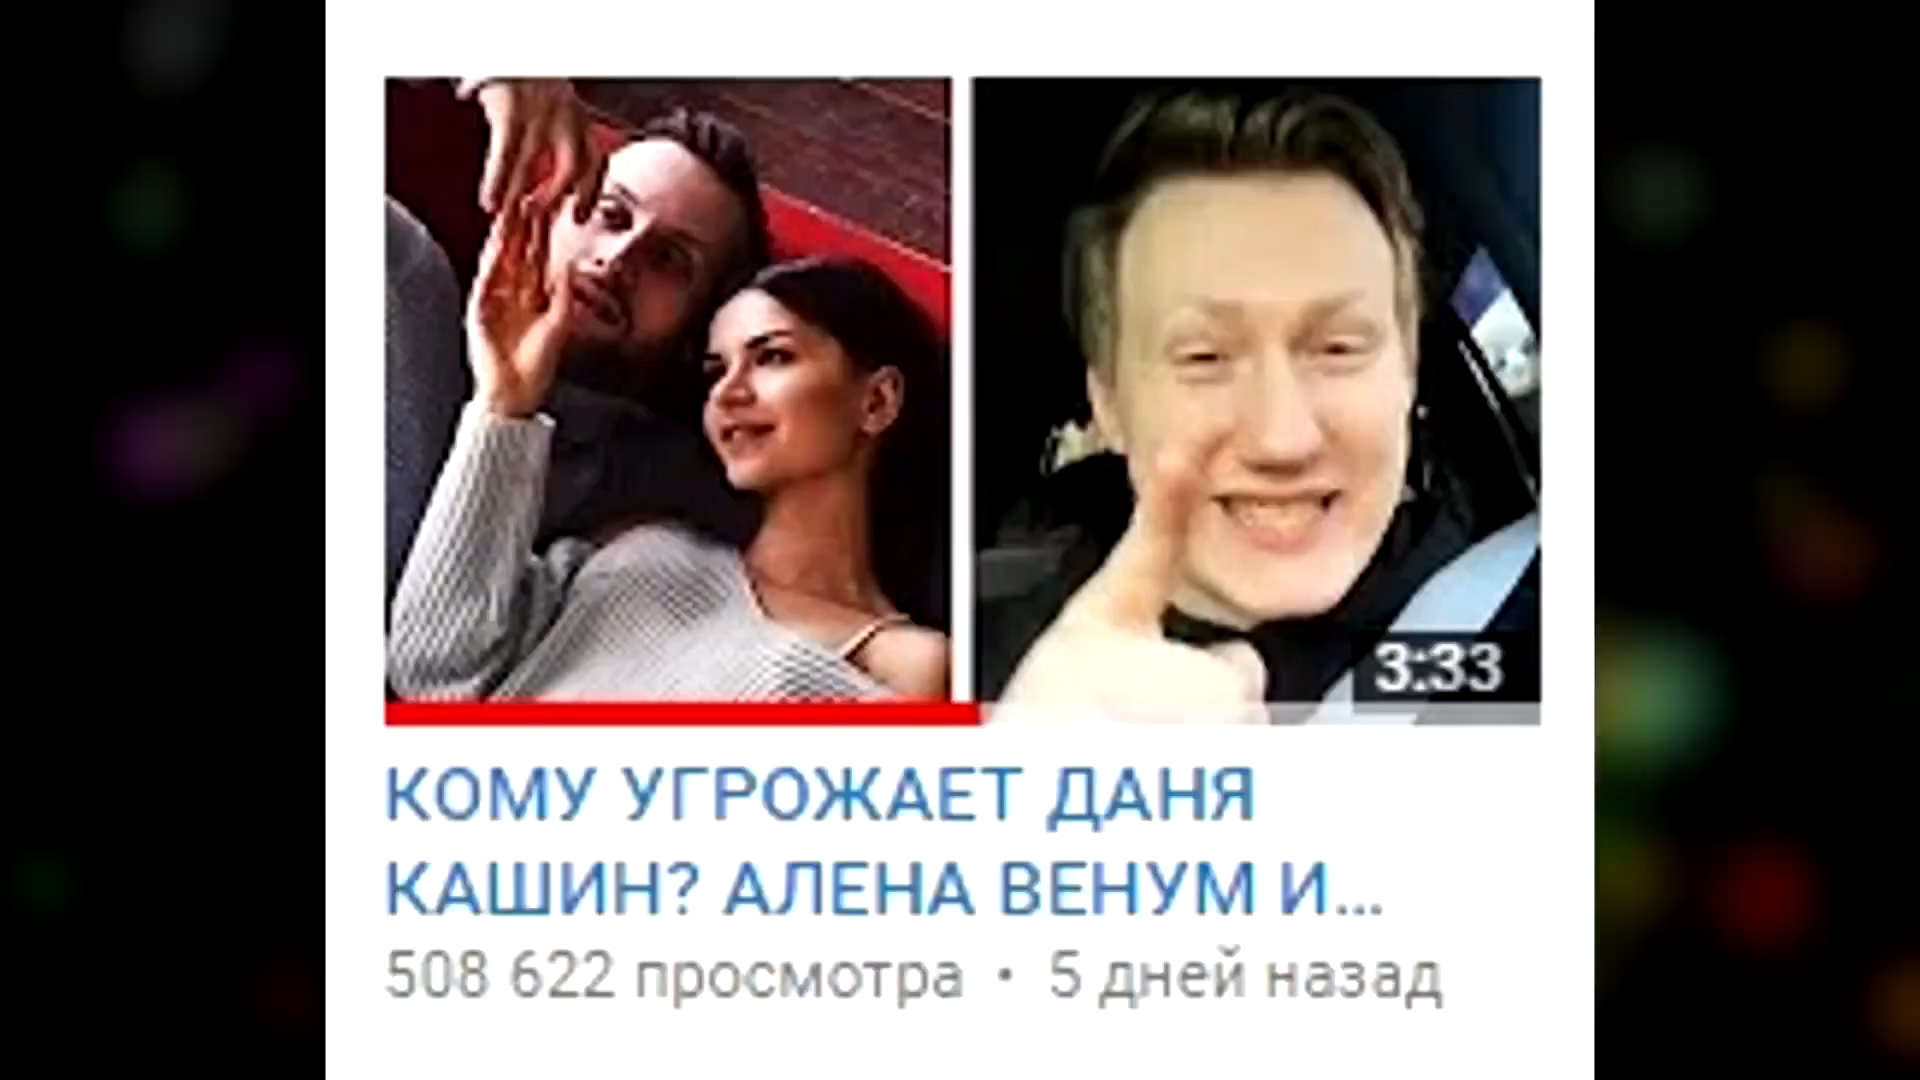 3:33
КОМУ УГРОЖАЕТ ДАНЯ
КАШИН? АЛЕНА ВЕНУМ И...
508 622 просмотра • 5 дней назад